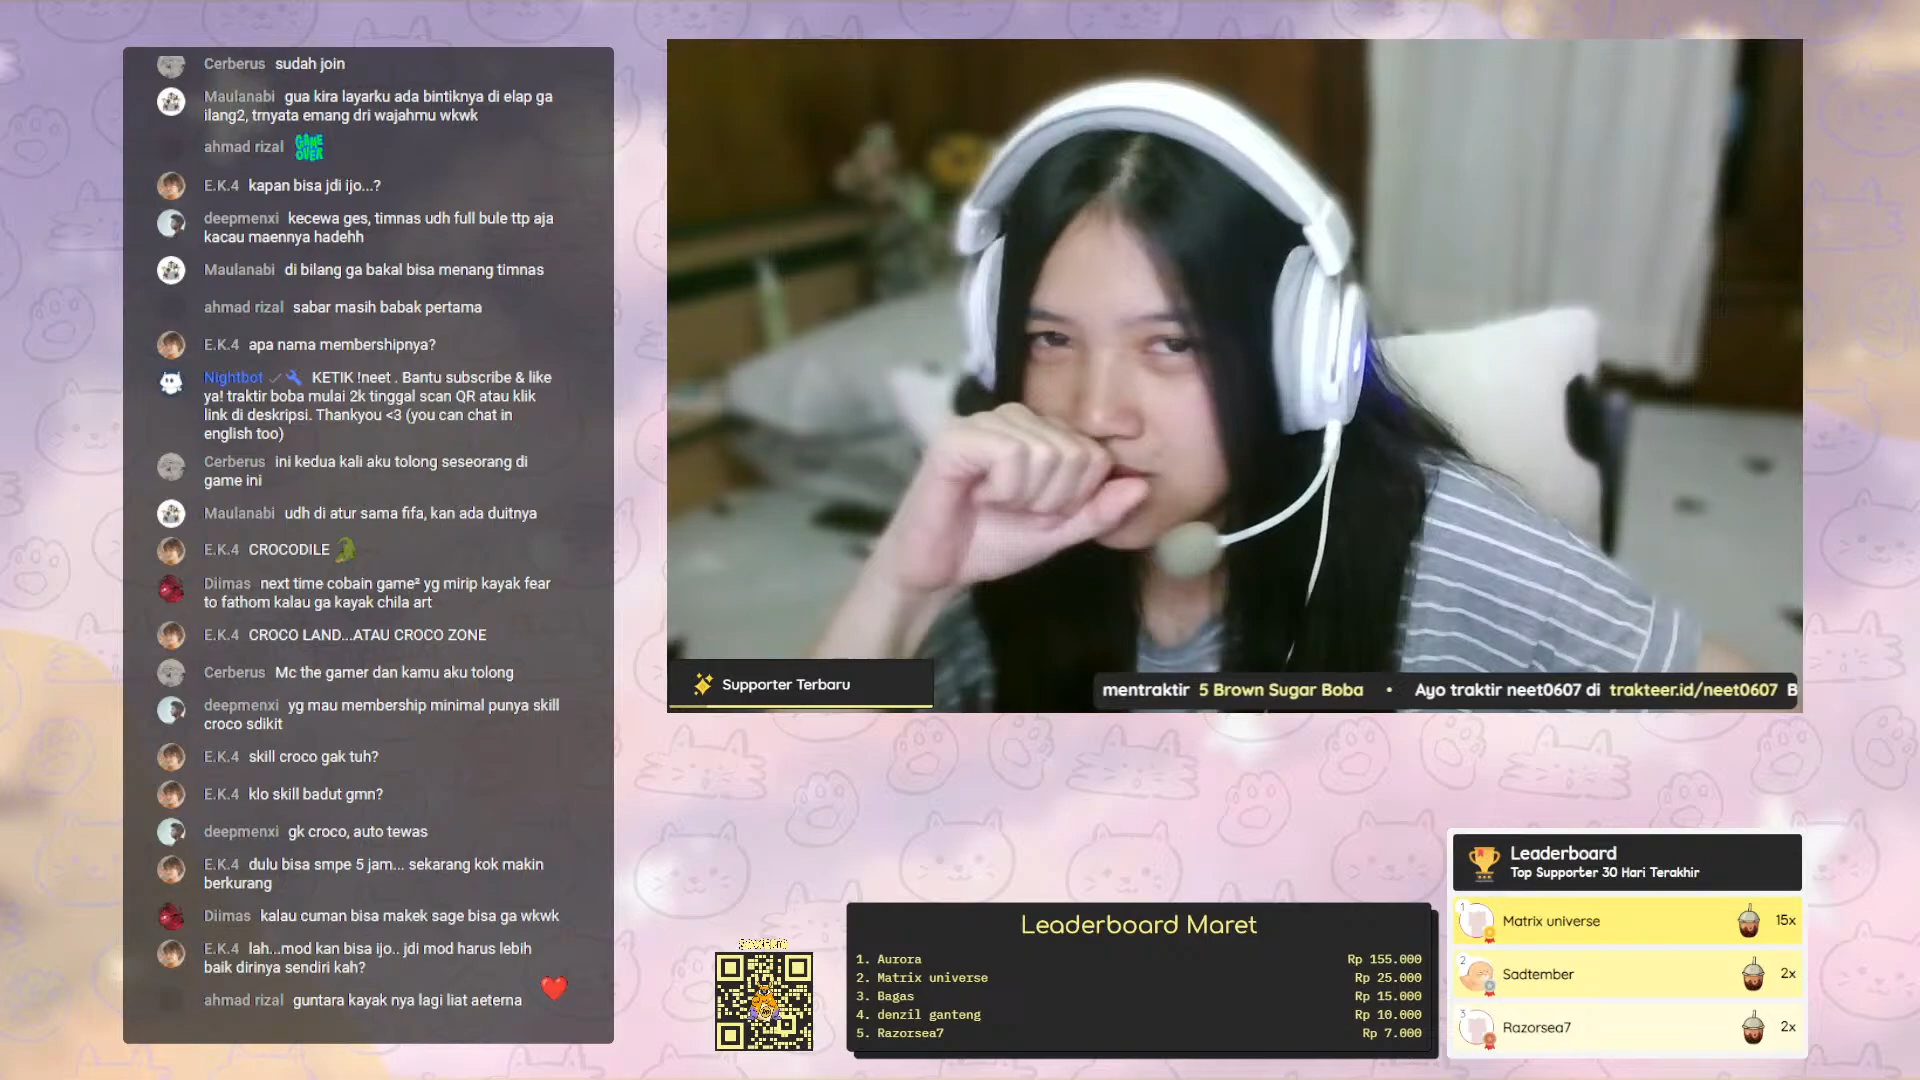 Cerberus sudah join
Maulanabi gua kira layarku ada bintiknya di elap ga
ilang2, trnyata emang dri wajahmu wkwk
ahmad rizal GAME OVER
E.K.4 kapan bisa jdi ijo...?
deepmenxi kecewa ges, timnas udh full bule ttp aja
kacau maennya hadehh
Maulanabi di bilang ga bakal bisa menang timnas
ahmad rizal sabar masih babak pertama
E.K.4 apa nama membershipnya?
Nightbot KETIK !neet . Bantu subscribe & like
ya! traktir boba mulai 2k tinggal scan QR atau klik
link di deskripsi. Thankyou <3 (you can chat in
english too)
Cerberus ini kedua kali aku tolong seseorang di
game ini
Maulanabi udh di atur sama fifa, kan ada duitnya
E.K.4 CROCODILE 🐊
Diimas next time cobain game² yg mirip kayak fear
to fathom kalau ga kayak chila art
E.K.4 CROCO LAND...ATAU CROCO ZONE
Cerberus Mc the gamer dan kamu aku tolong
deepmenxi yg mau membership minimal punya skill
croco sdikit
E.K.4 skill croco gak tuh?
E.K.4 klo skill badut gmn?
deepmenxi gk croco, auto tewas
E.K.4 dulu bisa smpe 5 jam... sekarang kok makin
berkurang
Diimas kalau cuman bisa makek sage bisa ga wkwk
E.K.4 lah...mod kan bisa ijo.. jdi mod harus lebih
baik dirinya sendiri kah?
ahmad rizal guntara kayak nya lagi liat aeterna
Supporter Terbaru
mentraktir 5 Brown Sugar Boba • Ayo traktir neet0607 di trakteer.id/neet0607 B
Leaderboard Maret
1. Aurora Rp 155.000
2. Matrix universe Rp 25.000
3. Bagas Rp 15.000
4. denzil ganteng Rp 10.000
5. Razorsea7 Rp 7.000
Leaderboard
Top Supporter 30 Hari Terakhir
1 Matrix universe 15x
2 Sadtember 2x
3 Razorsea7 2x